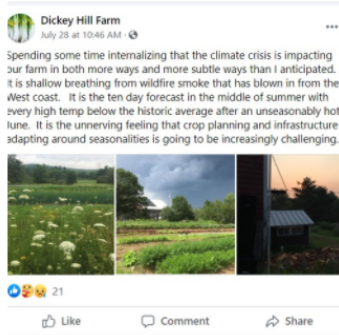 Dickey Hill Farm
July 28 at 10:46 AM ·
Spending some time internalizing that the climate crisis is impacting
our farm in both more ways and more subtle ways than I anticipated.
It is shallow breathing from wildfire smoke that has blown in from the
West coast. It is the ten day forecast in the middle of summer with
every high temp below the historic average after an unseasonably hot
June. It is the unnerving feeling that crop planning and infrastructure
adapting around seasonalities is going to be increasingly challenging.
21
Like Comment Share